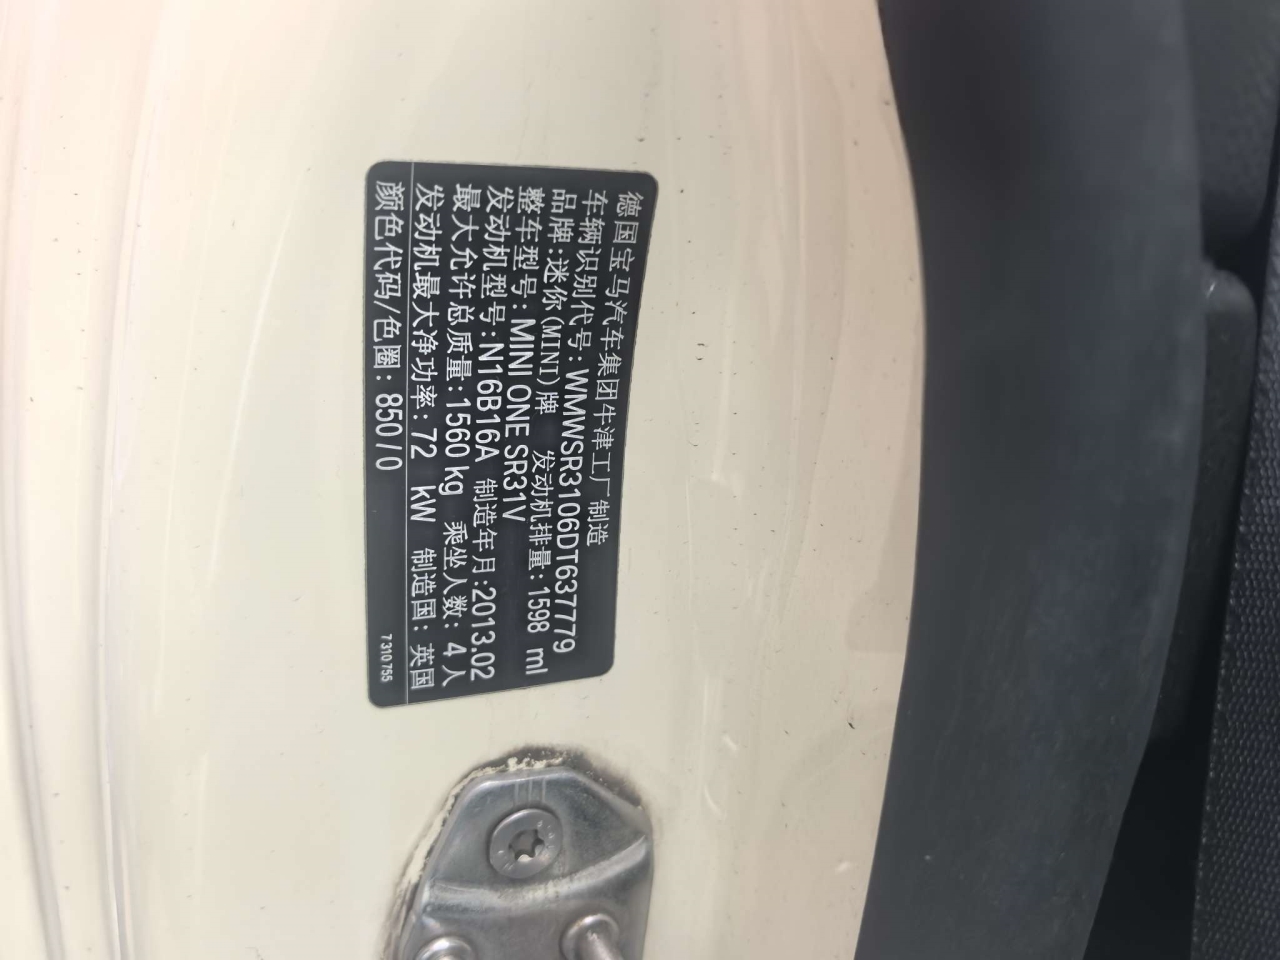 德国宝马汽车集团牛津工厂制造
车辆识别代号:WMWSR3106DT637779
品牌:迷你(MINI)牌 发动机排量:1598 ml
整车型号:MINI ONE SR31V
发动机型号:N16B16A 制造年月:2013.02
最大允许总质量:1560kg 乘坐人数:4人
发动机最大净功率:72 kW 制造国:英国
颜色代码/色圈:850/0
7310755